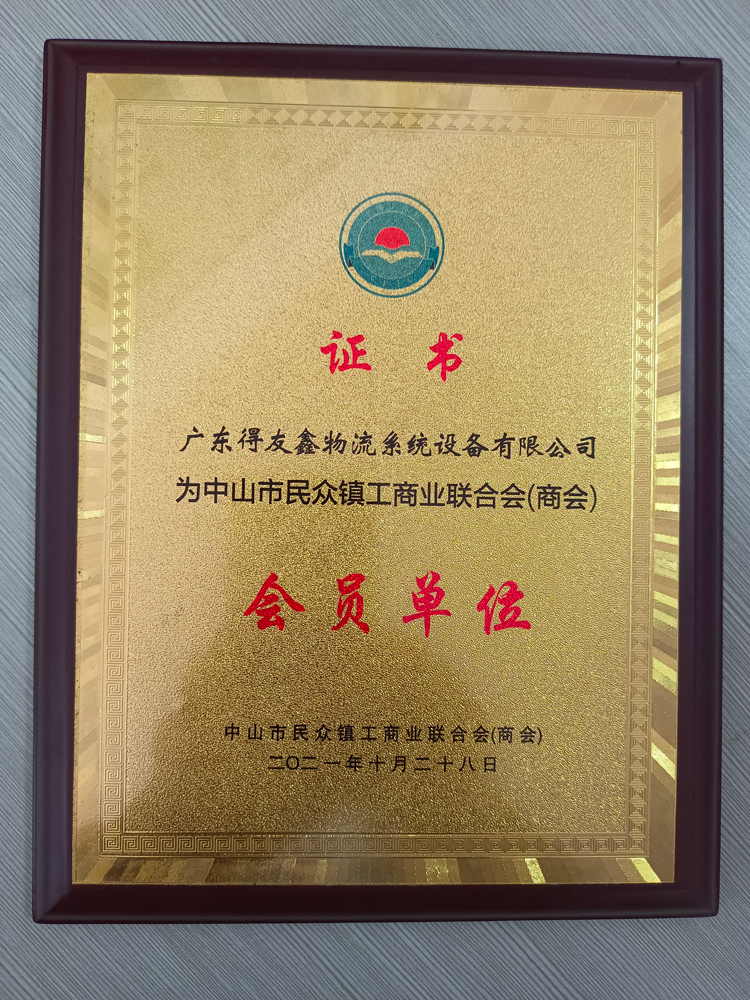 证书
广东得友鑫物流系统设备有限公司
为中山市民众镇工商业联合会(商会)
会员单位
中山市民众镇工商业联合会(商会)
二〇二一年十月二十八日